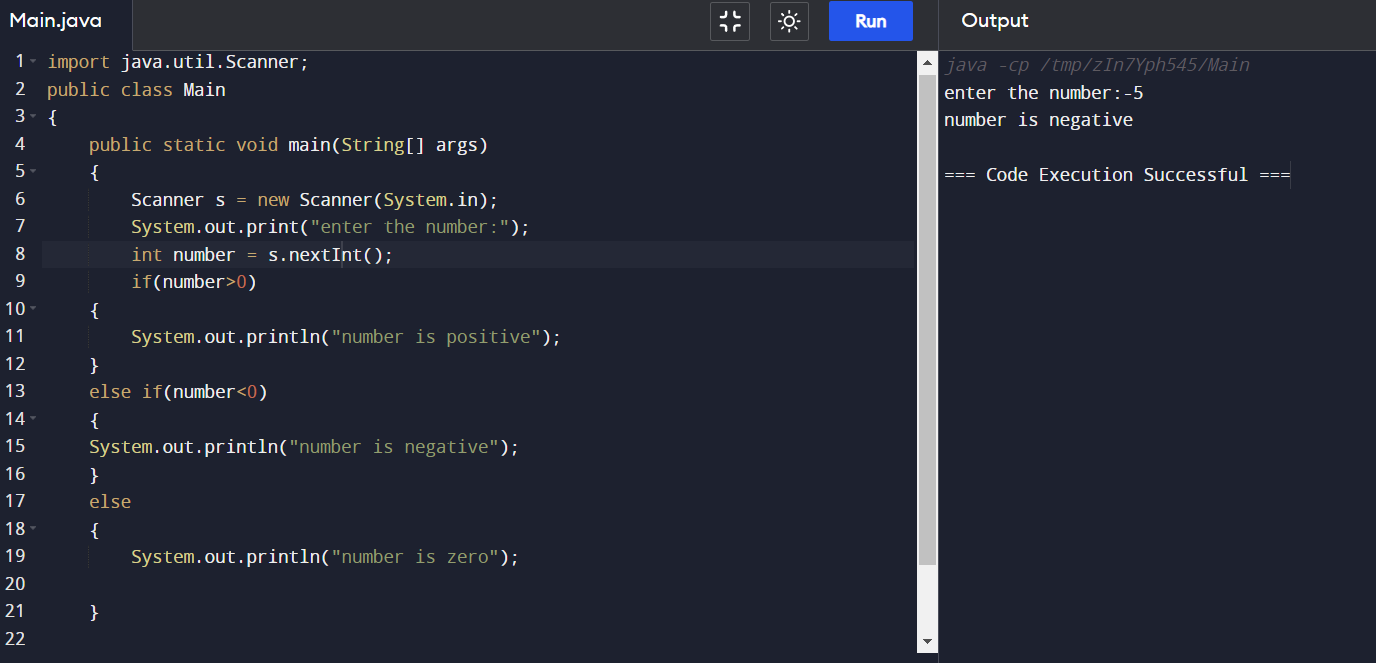 Main.java
Run
Output
1 import java.util.Scanner;
2 public class Main
3 {
4 public static void main(String[] args)
5 {
6 Scanner s = new Scanner(System.in);
7 System.out.print("enter the number:");
8 int number = s.nextInt();
9 if(number>0)
10 {
11 System.out.println("number is positive");
12 }
13 else if(number<0)
14 {
15 System.out.println("number is negative");
16 }
17 else
18 {
19 System.out.println("number is zero");
20
21 }
22
java -cp /tmp/zIn7Yph545/Main
enter the number:-5
number is negative
=== Code Execution Successful ===